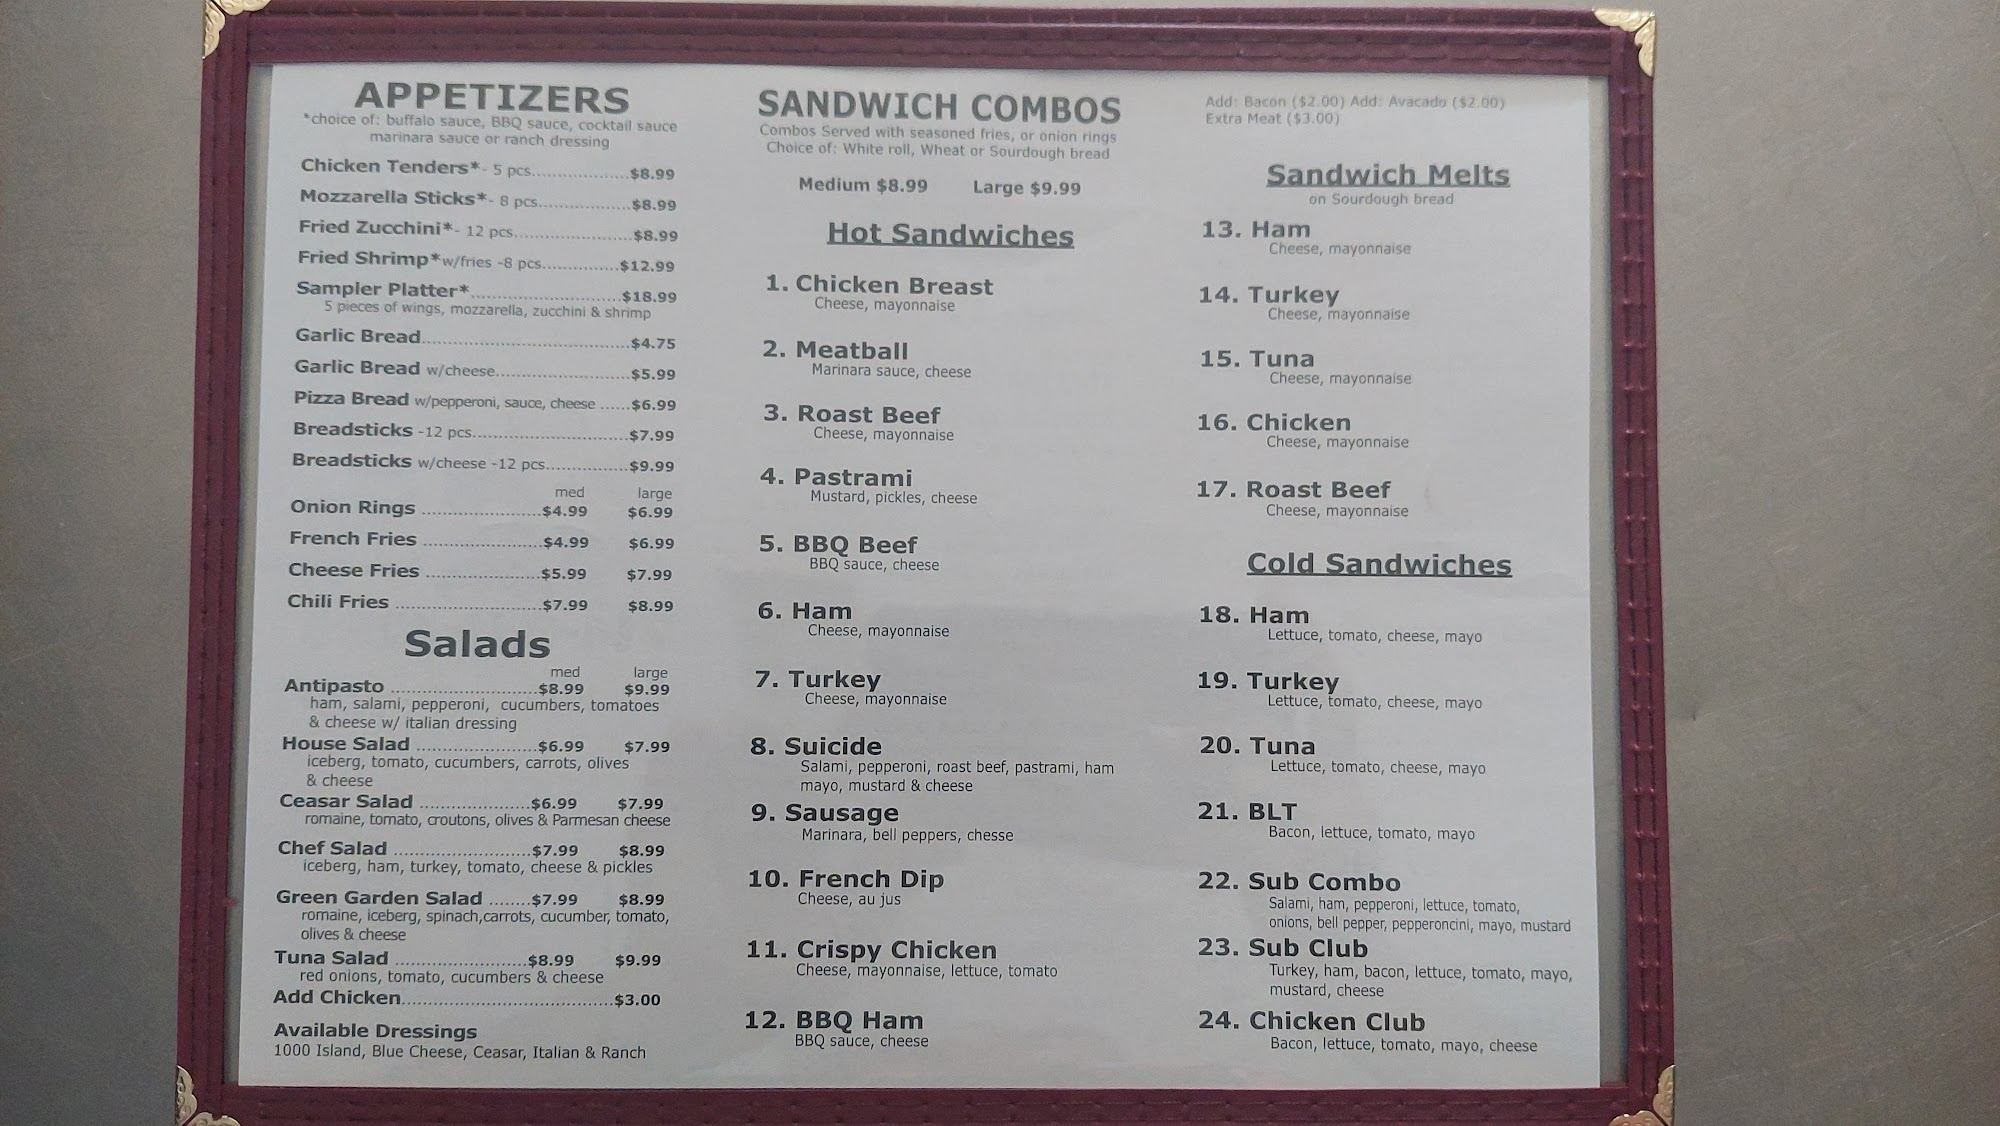 APPETIZERS
*choice of: buffalo sauce, BBQ sauce, cocktail sauce
marinara sauce or ranch dressing
Chicken Tenders*- 5 pcs..................$8.99
Mozzarella Sticks*- 8 pcs..................$8.99
Fried Zucchini*- 12 pcs.......................$8.99
Fried Shrimp*w/fries -8 pcs...............$12.99
Sampler Platter*.............................$18.99
5 pieces of wings, mozzarella, zucchini & shrimp
Garlic Bread........................................$4.75
Garlic Bread w/cheese..........................$5.99
Pizza Bread w/pepperoni, sauce, cheese ......$6.99
Breadsticks -12 pcs..............................$7.99
Breadsticks w/cheese -12 pcs................$9.99
med large
Onion Rings .......................$4.99 $6.99
French Fries .......................$4.99 $6.99
Cheese Fries ......................$5.99 $7.99
Chili Fries ............................$7.99 $8.99
Salads
med large
Antipasto ............................$8.99 $9.99
ham, salami, pepperoni, cucumbers, tomatoes
& cheese w/ italian dressing
House Salad .......................$6.99 $7.99
iceberg, tomato, cucumbers, carrots, olives
& cheese
Ceasar Salad .....................$6.99 $7.99
romaine, tomato, croutons, olives & Parmesan cheese
Chef Salad ..........................$7.99 $8.99
iceberg, ham, turkey, tomato, cheese & pickles
Green Garden Salad ........$7.99 $8.99
romaine, iceberg, spinach,carrots, cucumber, tomato,
olives & cheese
Tuna Salad .........................$8.99 $9.99
red onions, tomato, cucumbers & cheese
Add Chicken........................................$3.00
Available Dressings
1000 Island, Blue Cheese, Ceasar, Italian & Ranch
SANDWICH COMBOS
Combos Served with seasoned fries, or onion rings
Choice of: White roll, Wheat or Sourdough bread
Medium $8.99 Large $9.99
Hot Sandwiches
1. Chicken Breast
Cheese, mayonnaise
2. Meatball
Marinara sauce, cheese
3. Roast Beef
Cheese, mayonnaise
4. Pastrami
Mustard, pickles, cheese
5. BBQ Beef
BBQ sauce, cheese
6. Ham
Cheese, mayonnaise
7. Turkey
Cheese, mayonnaise
8. Suicide
Salami, pepperoni, roast beef, pastrami, ham
mayo, mustard & cheese
9. Sausage
Marinara, bell peppers, chesse
10. French Dip
Cheese, au jus
11. Crispy Chicken
Cheese, mayonnaise, lettuce, tomato
12. BBQ Ham
BBQ sauce, cheese
Add: Bacon ($2.00) Add: Avacado ($2.00)
Extra Meat ($3.00)
Sandwich Melts
on Sourdough bread
13. Ham
Cheese, mayonnaise
14. Turkey
Cheese, mayonnaise
15. Tuna
Cheese, mayonnaise
16. Chicken
Cheese, mayonnaise
17. Roast Beef
Cheese, mayonnaise
Cold Sandwiches
18. Ham
Lettuce, tomato, cheese, mayo
19. Turkey
Lettuce, tomato, cheese, mayo
20. Tuna
Lettuce, tomato, cheese, mayo
21. BLT
Bacon, lettuce, tomato, mayo
22. Sub Combo
Salami, ham, pepperoni, lettuce, tomato,
onions, bell pepper, pepperoncini, mayo, mustard
23. Sub Club
Turkey, ham, bacon, lettuce, tomato, mayo,
mustard, cheese
24. Chicken Club
Bacon, lettuce, tomato, mayo, cheese